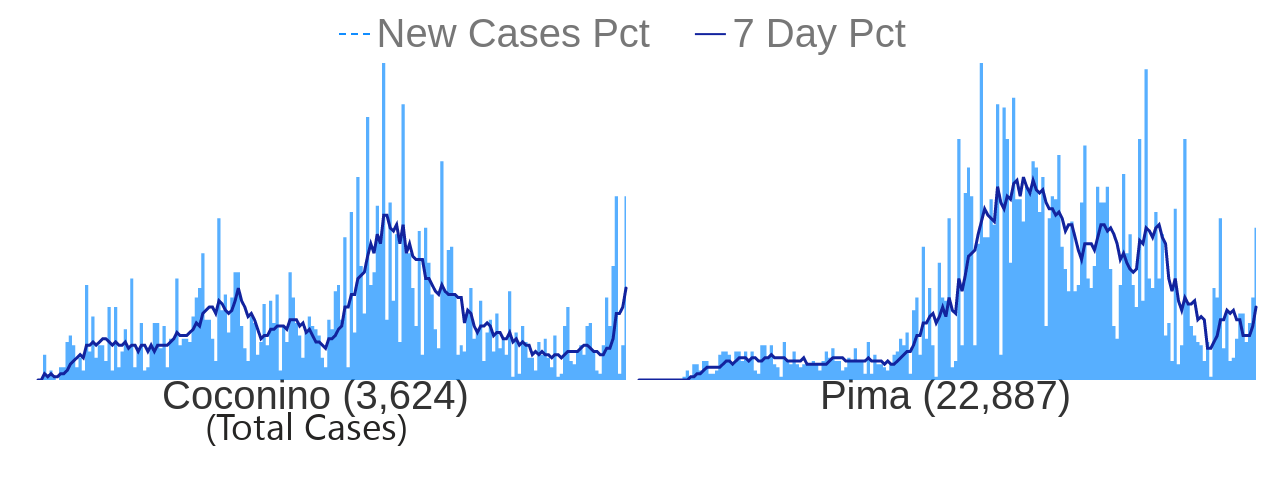 New Cases Pct 7 Day Pct
Coconino (3,624) Pima (22,887)
(Total Cases)